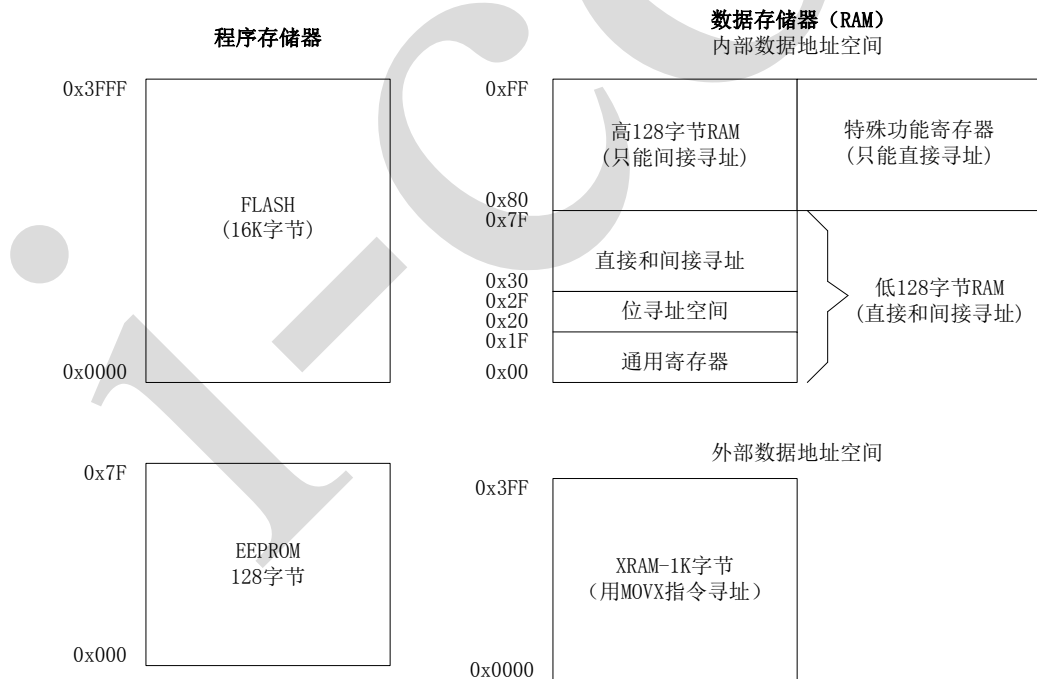 程序存储器
0x3FFF
FLASH
(16K字节)
0x0000
数据存储器（RAM）
内部数据地址空间
0xFF
高128字节RAM
(只能间接寻址)
特殊功能寄存器
(只能直接寻址)
0x80
0x7F
直接和间接寻址
0x30
0x2F
位寻址空间
0x20
0x1F
通用寄存器
0x00
低128字节RAM
(直接和间接寻址)
0x7F
EEPROM
128字节
0x000
外部数据地址空间
0x3FF
XRAM-1K字节
（用MOVX指令寻址）
0x0000
i-co